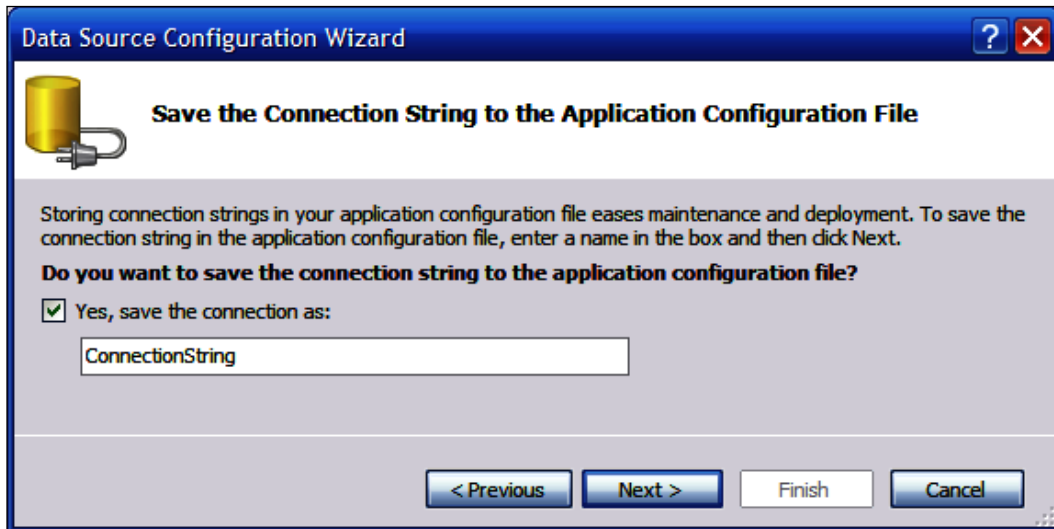 Data Source Configuration Wizard
Save the Connection String to the Application Configuration File
Storing connection strings in your application configuration file eases maintenance and deployment. To save the
connection string in the application configuration file, enter a name in the box and then click Next.
Do you want to save the connection string to the application configuration file?
Yes, save the connection as:
ConnectionString
< Previous Next > Finish Cancel